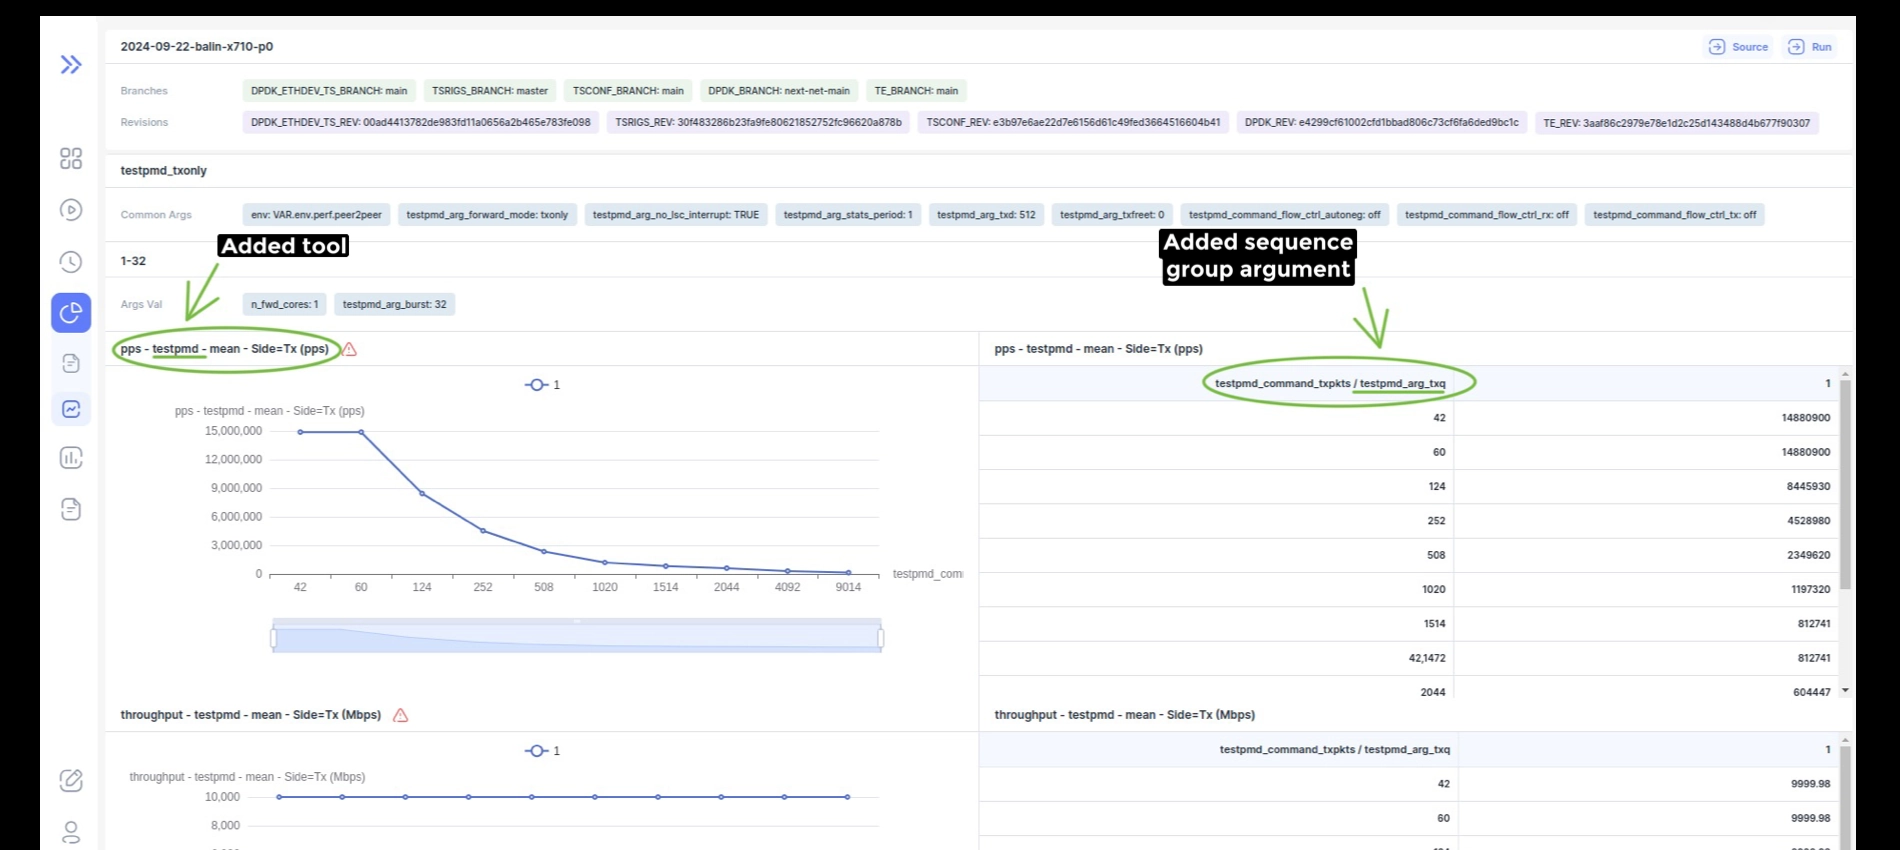 2024-09-22-balin-x710-p0
Source
Run
Branches
DPDK_ETHDEV_TS_BRANCH: main
TSRIGS_BRANCH: master
TSCONF_BRANCH: main
DPDK_BRANCH: next-net-main
TE_BRANCH: main
Revisions
DPDK_ETHDEV_TS_REV: 00ad4413782de983fd11a0656a2b465e783fe098
TSRIGS_REV: 30f483286b23fa9fe80621852752fc96620a878b
TSCONF_REV: e3b97e6ae22d7e6156d61c49fed3664516604b41
DPDK_REV: e4299cf61002cfd1bbad806c73cf6fa6ded9bc1c
TE_REV: 3aaf86c2979e78e1d2c25d143488d4b677f90307
testpmd_txonly
Common Args
env: VAR.env.perf.peer2peer
testpmd_arg_forward_mode: txonly
testpmd_arg_no_lsc_interrupt: TRUE
testpmd_arg_stats_period: 1
testpmd_arg_txd: 512
testpmd_arg_txfreet: 0
testpmd_command_flow_ctrl_autoneg: off
testpmd_command_flow_ctrl_rx: off
testpmd_command_flow_ctrl_tx: off
Added tool
Added sequence
group argument
1-32
Args Val
n_fwd_cores: 1
testpmd_arg_burst: 32
pps - testpmd - mean - Side=Tx (pps)
1
pps - testpmd - mean - Side=Tx (pps)
15,000,000
12,000,000
9,000,000
6,000,000
3,000,000
0
42 60 124 252 508 1020 1514 2044 4092 9014
testpmd_com
pps - testpmd - mean - Side=Tx (pps)
testpmd_command_txpkts / testpmd_arg_txq 1
42 14880900
60 14880900
124 8445930
252 4528980
508 2349620
1020 1197320
1514 812741
42,1472 812741
2044 604447
throughput - testpmd - mean - Side=Tx (Mbps)
1
throughput - testpmd - mean - Side=Tx (Mbps)
10,000
8,000
throughput - testpmd - mean - Side=Tx (Mbps)
testpmd_command_txpkts / testpmd_arg_txq 1
42 9999.98
60 9999.98